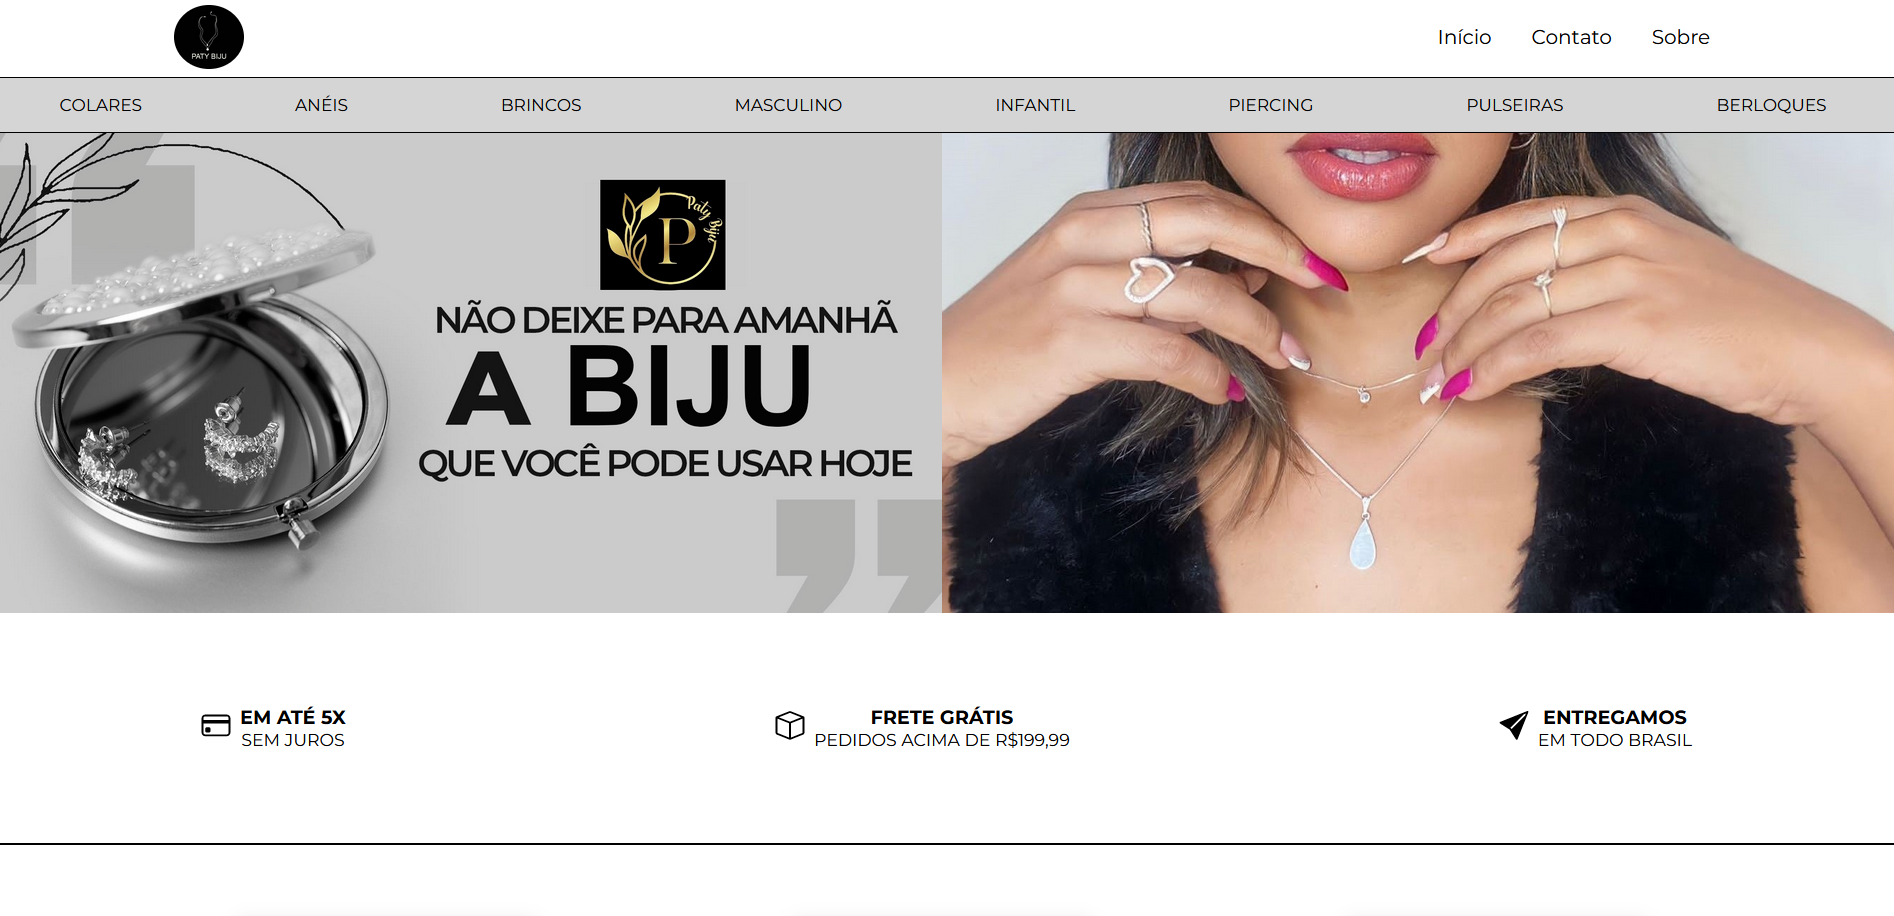 PATY BIJU
Início Contato Sobre
COLARES ANÉIS BRINCOS MASCULINO INFANTIL PIERCING PULSEIRAS BERLOQUES
Paty Biju
P
NÃO DEIXE PARA AMANHÃ
A BIJU
QUE VOCÊ PODE USAR HOJE
”
EM ATÉ 5X
SEM JUROS
FRETE GRÁTIS
PEDIDOS ACIMA DE R$199,99
ENTREGAMOS
EM TODO BRASIL